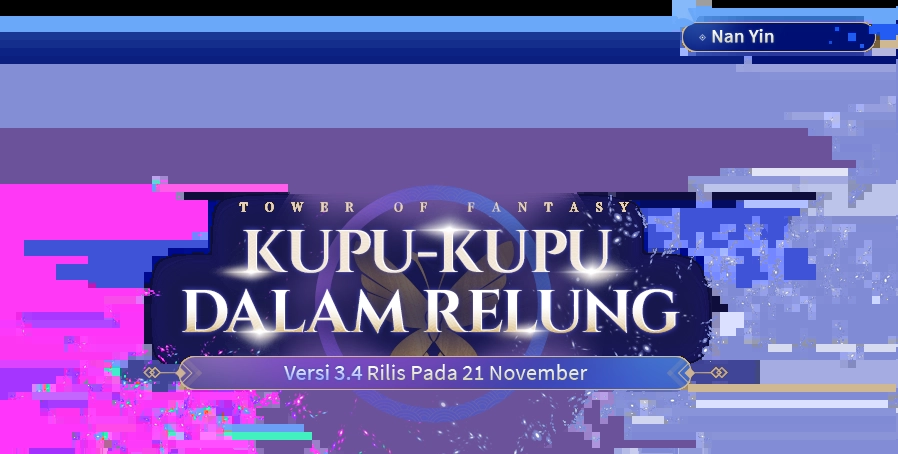 Nan Yin
TOWER OF FANTASY
KUPU-KUPU
DALAM RELUNG
Versi 3.4 Rilis Pada 21 November